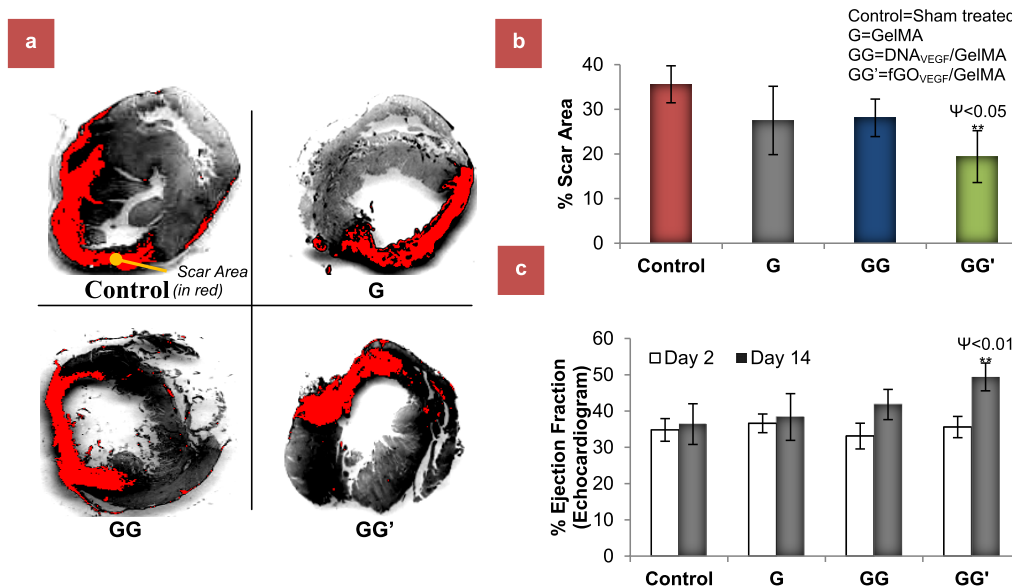 a
Scar Area
(in red)
Control
G
GG
GG’
b
Control=Sham treated
G=GelMA
GG=DNAVEGF/GelMA
GG’=fGOVEGF/GelMA
% Scar Area
40
30
20
10
0
Ψ<0.05
**
Control
G
GG
GG'
c
% Ejection Fraction
(Echocardiogram)
60
50
40
30
20
10
0
Day 2
Day 14
Ψ<0.01
**
Control
G
GG
GG'